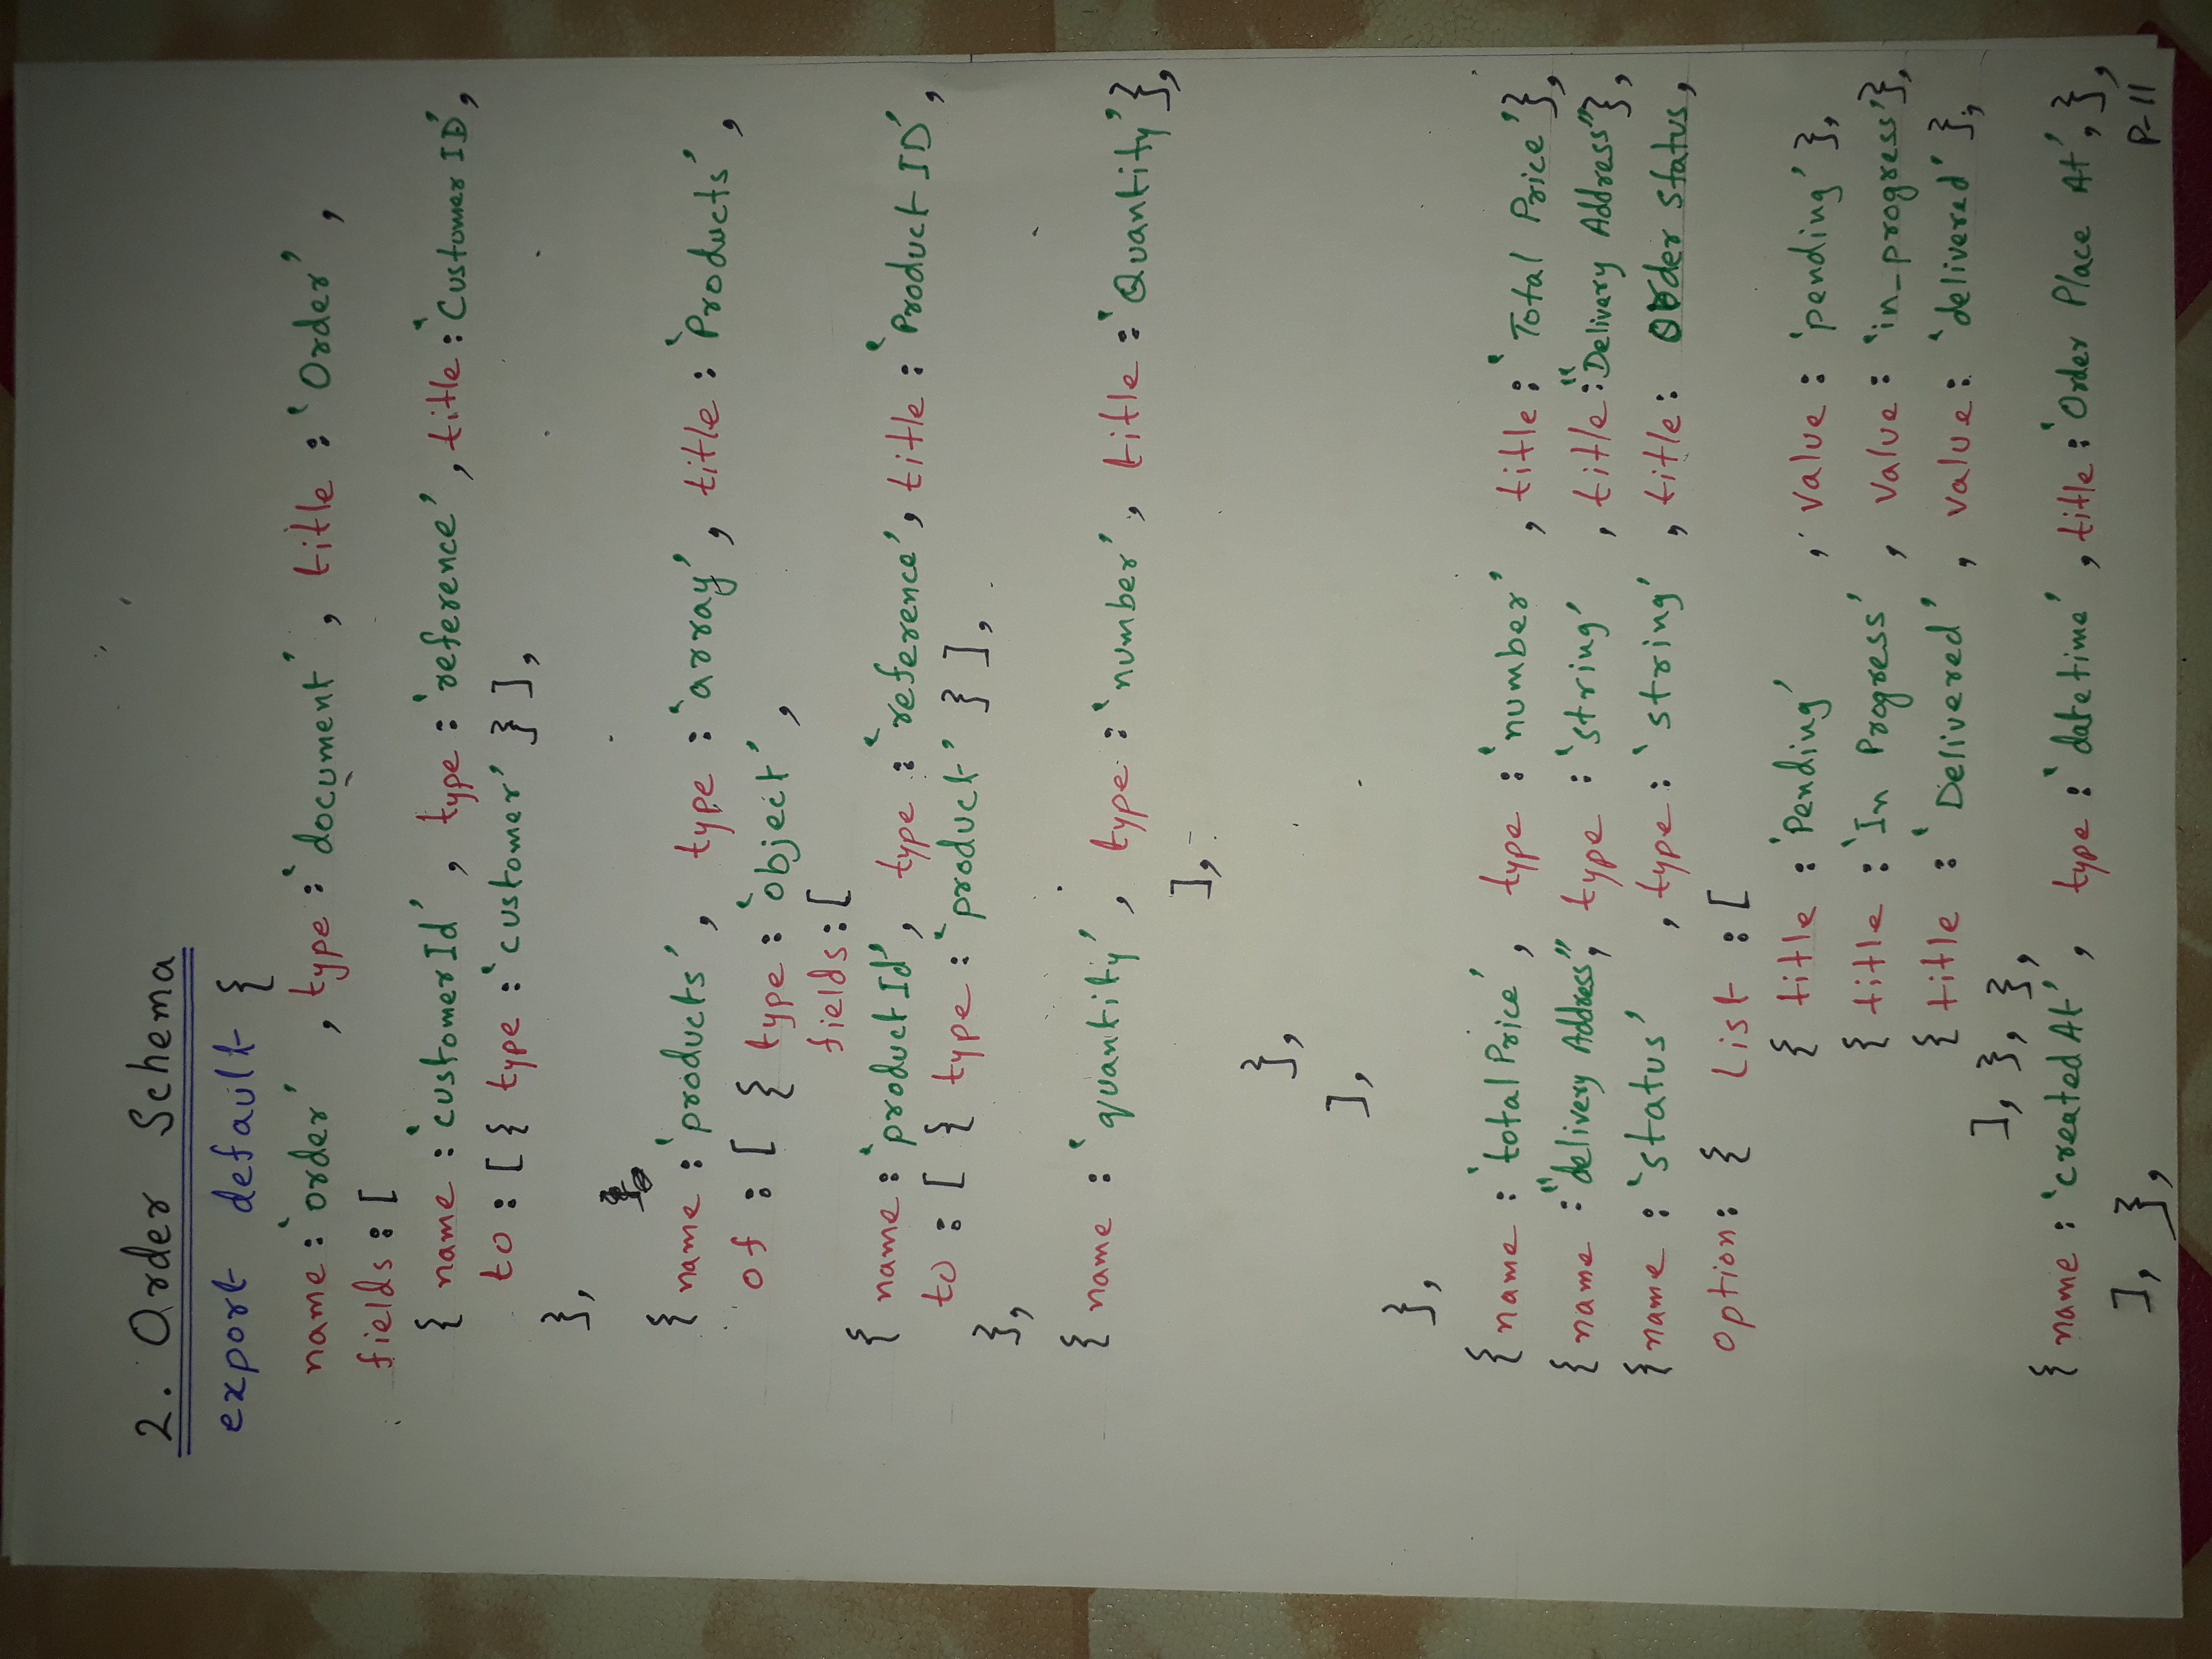 2. Order Schema
export default {
name : 'order' , type : 'document' , title : 'Order' ,
fields : [
{ name : 'customerId' , type : 'reference' , title : 'Customer ID' ,
to : [ { type : 'customer' } ] ,
} ,
{ name : 'products' , type : 'array' , title : 'Products' ,
of : [ { type : 'object' ,
fields : [
{ name : 'productId' , type : 'reference' , title : 'Product ID' ,
to : [ { type : 'product' } ] ,
} ,
{ name : 'quantity' , type : 'number' , title : 'Quantity' } ,
] ,
} ,
] ,
} ,
{ name : 'totalPrice' , type : 'number' , title : 'Total Price' } ,
{ name : "delivery Address" , type : 'string' , title : "Delivery Address" } ,
{ name : 'status' , type : 'string' , title : Order Status ,
option : { List : [
{ title : 'Pending' , value : 'pending' } ,
{ title : 'In Progress' , value : 'in_progress' } ,
{ title : 'Delivered' , value : 'delivered' } ,
] , } , } ,
{ name : 'createdAt' , type : 'datetime' , title : 'Order Place At' , } ,
] , } ,
P-11